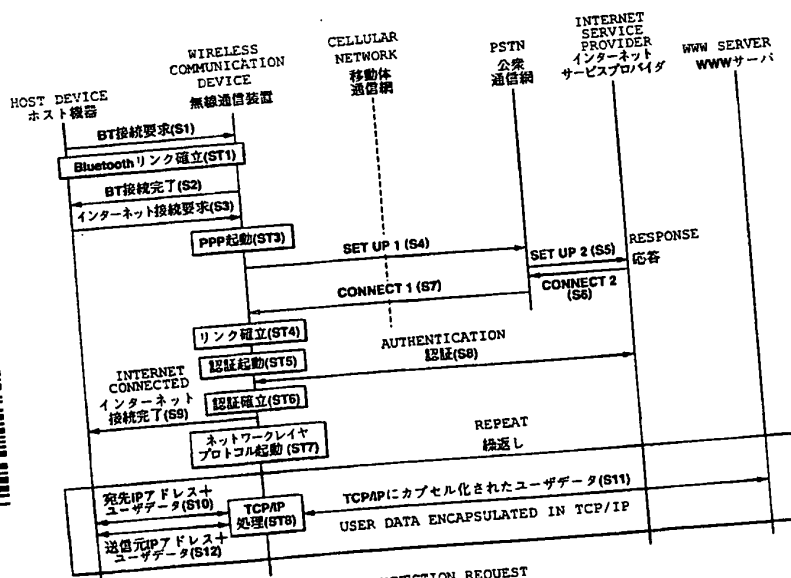 HOST DEVICE
ホスト機器
WIRELESS
COMMUNICATION
DEVICE
無線通信装置
CELLULAR
NETWORK
移動体
通信網
PSTN
公衆
通信網
INTERNET
SERVICE
PROVIDER
インターネット
サービスプロバイダ
WWW SERVER
WWWサーバ
BT接続要求(S1)
Bluetoothリンク確立(ST1)
BT接続完了(S2)
インターネット接続要求(S3)
PPP起動(ST3)
SET UP 1 (S4)
SET UP 2 (S5)
RESPONSE
応答
CONNECT 1 (S7)
CONNECT 2
(S6)
リンク確立(ST4)
認証起動(ST5)
AUTHENTICATION
認証(S8)
INTERNET
CONNECTED
インターネット
接続完了(S9)
認証確立(ST6)
ネットワークレイヤ
プロトコル起動(ST7)
REPEAT
繰返し
宛先IPアドレス+
ユーザデータ(S10)
TCP/IP
処理(ST8)
TCP/IPにカプセル化されたユーザデータ(S11)
USER DATA ENCAPSULATED IN TCP/IP
送信元IPアドレス+
ユーザデータ(S12)
REQUEST